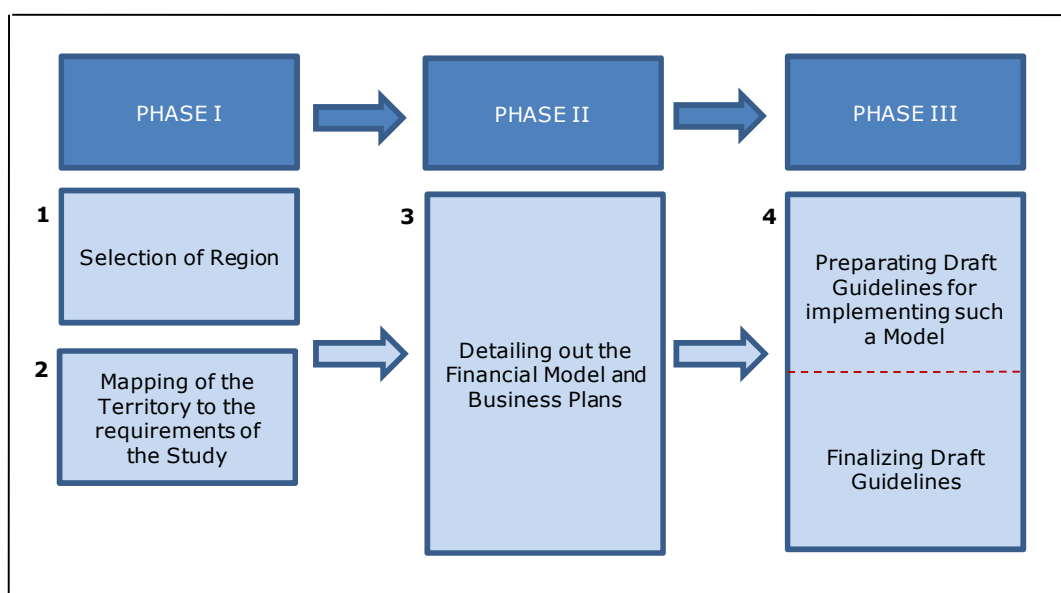 PHASE I
PHASE II
PHASE III
1
Selection of Region
2
Mapping of the
Territory to the
requirements of
the Study
3
Detailing out the
Financial Model and
Business Plans
4
Preparating Draft
Guidelines for
implementing such
a Model
Finalizing Draft
Guidelines